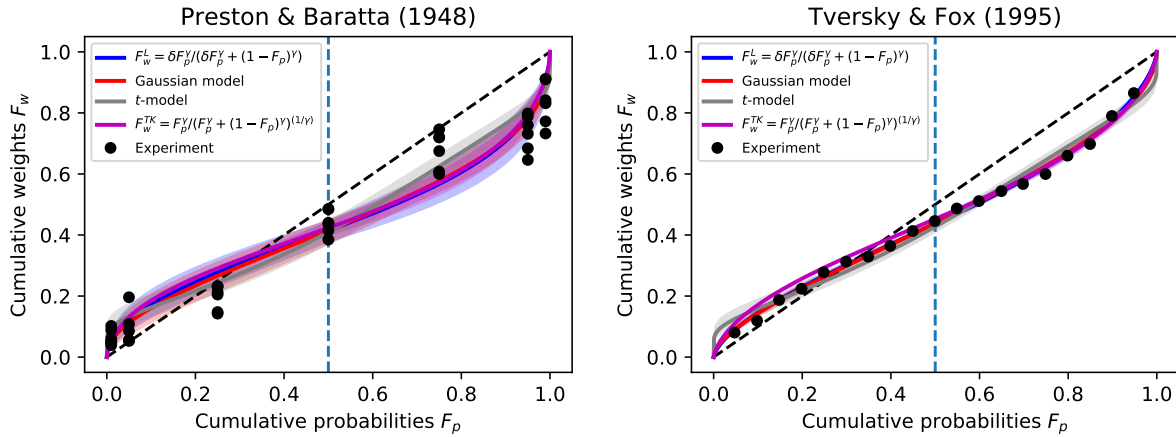 Preston & Baratta (1948)
1.0
0.8
0.6
0.4
0.2
0.0
Cumulative weights F_w
F_w^L = δF_p^γ/(δF_p^γ + (1 − F_p)^γ)
Gaussian model
t-model
F_w^{TK} = F_p^γ/(F_p^γ + (1 − F_p)^γ)^{(1/γ)}
Experiment
0.0 0.2 0.4 0.6 0.8 1.0
Cumulative probabilities F_p
Tversky & Fox (1995)
1.0
0.8
0.6
0.4
0.2
0.0
Cumulative weights F_w
F_w^L = δF_p^γ/(δF_p^γ + (1 − F_p)^γ)
Gaussian model
t-model
F_w^{TK} = F_p^γ/(F_p^γ + (1 − F_p)^γ)^{(1/γ)}
Experiment
0.0 0.2 0.4 0.6 0.8 1.0
Cumulative probabilities F_p